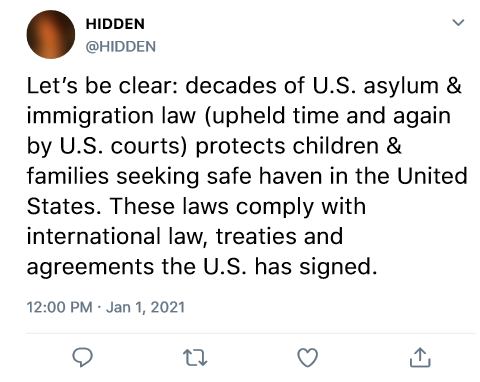 HIDDEN
@HIDDEN
Let’s be clear: decades of U.S. asylum &
immigration law (upheld time and again
by U.S. courts) protects children &
families seeking safe haven in the United
States. These laws comply with
international law, treaties and
agreements the U.S. has signed.
12:00 PM · Jan 1, 2021